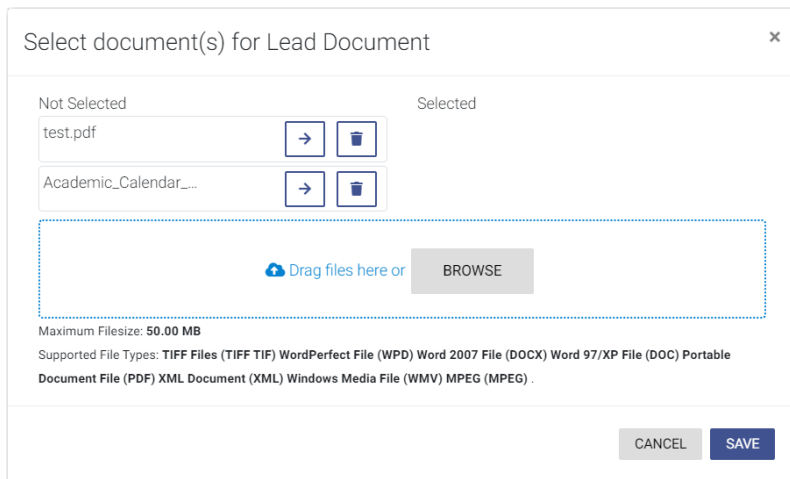 Select document(s) for Lead Document
×
Not Selected
Selected
test.pdf
Academic_Calendar_...
Drag files here or
BROWSE
Maximum Filesize: 50.00 MB
Supported File Types: TIFF Files (TIFF TIF) WordPerfect File (WPD) Word 2007 File (DOCX) Word 97/XP File (DOC) Portable
Document File (PDF) XML Document (XML) Windows Media File (WMV) MPEG (MPEG) .
CANCEL
SAVE